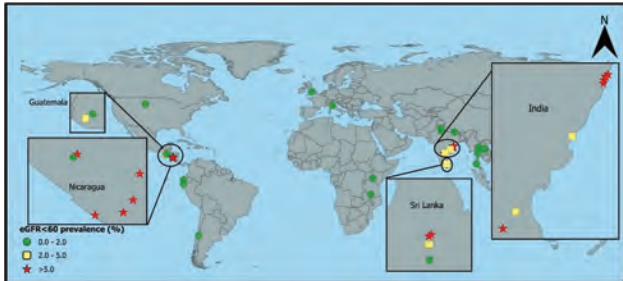 N
Guatemala
India
Nicaragua
Sri Lanka
eGFR<60 prevalence (%)
0.0 - 2.0
2.0 - 5.0
>5.0